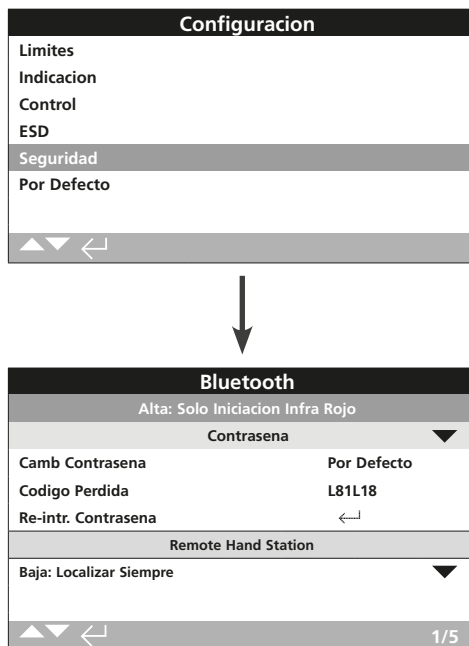 Configuracion
Limites
Indicacion
Control
ESD
Seguridad
Por Defecto
Bluetooth
Alta: Solo Iniciacion Infra Rojo
Contrasena
Camb Contrasena Por Defecto
Codigo Perdida L81L18
Re-intr. Contrasena
Remote Hand Station
Baja: Localizar Siempre
1/5